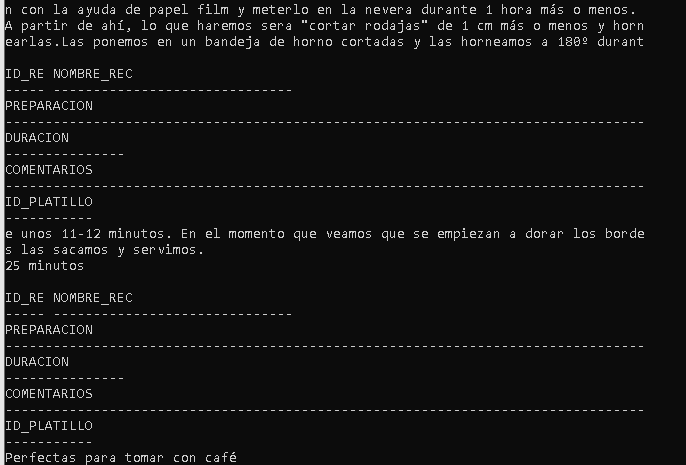 n con la ayuda de papel film y meterlo en la nevera durante 1 hora más o menos.
A partir de ahí, lo que haremos sera "cortar rodajas" de 1 cm más o menos y horn
earlas.Las ponemos en un bandeja de horno cortadas y las horneamos a 180º durant
ID_RE NOMBRE_REC
----- ------------------------------
PREPARACION
--------------------------------------------------------------------------------
DURACION
---------------
COMENTARIOS
--------------------------------------------------------------------------------
ID_PLATILLO
-----------
e unos 11-12 minutos. En el momento que veamos que se empiezan a dorar los borde
s las sacamos y servimos.
25 minutos
ID_RE NOMBRE_REC
----- ------------------------------
PREPARACION
--------------------------------------------------------------------------------
DURACION
---------------
COMENTARIOS
--------------------------------------------------------------------------------
ID_PLATILLO
-----------
Perfectas para tomar con café